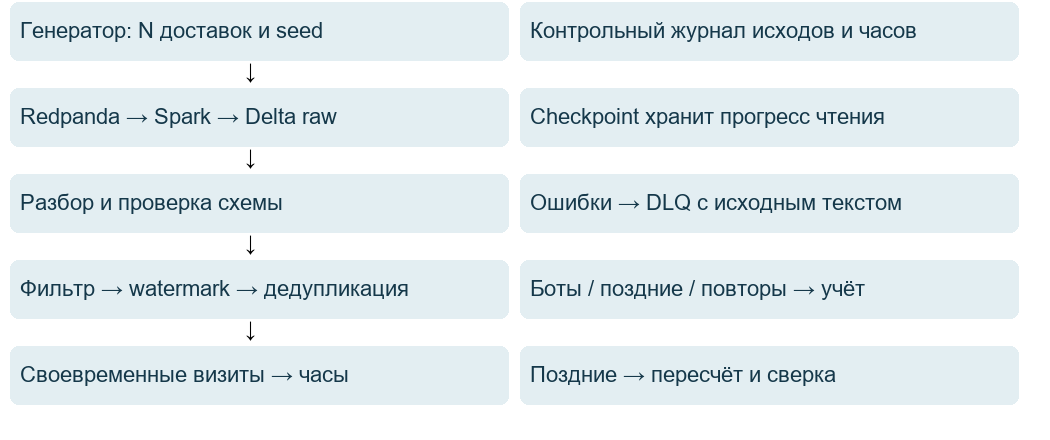 Генератор: N доставок и seed
Контрольный журнал исходов и часов
↓
Redpanda → Spark → Delta raw
Checkpoint хранит прогресс чтения
↓
Разбор и проверка схемы
Ошибки → DLQ с исходным текстом
↓
Фильтр → watermark → дедупликация
Боты / поздние / повторы → учёт
↓
Своевременные визиты → часы
Поздние → пересчёт и сверка